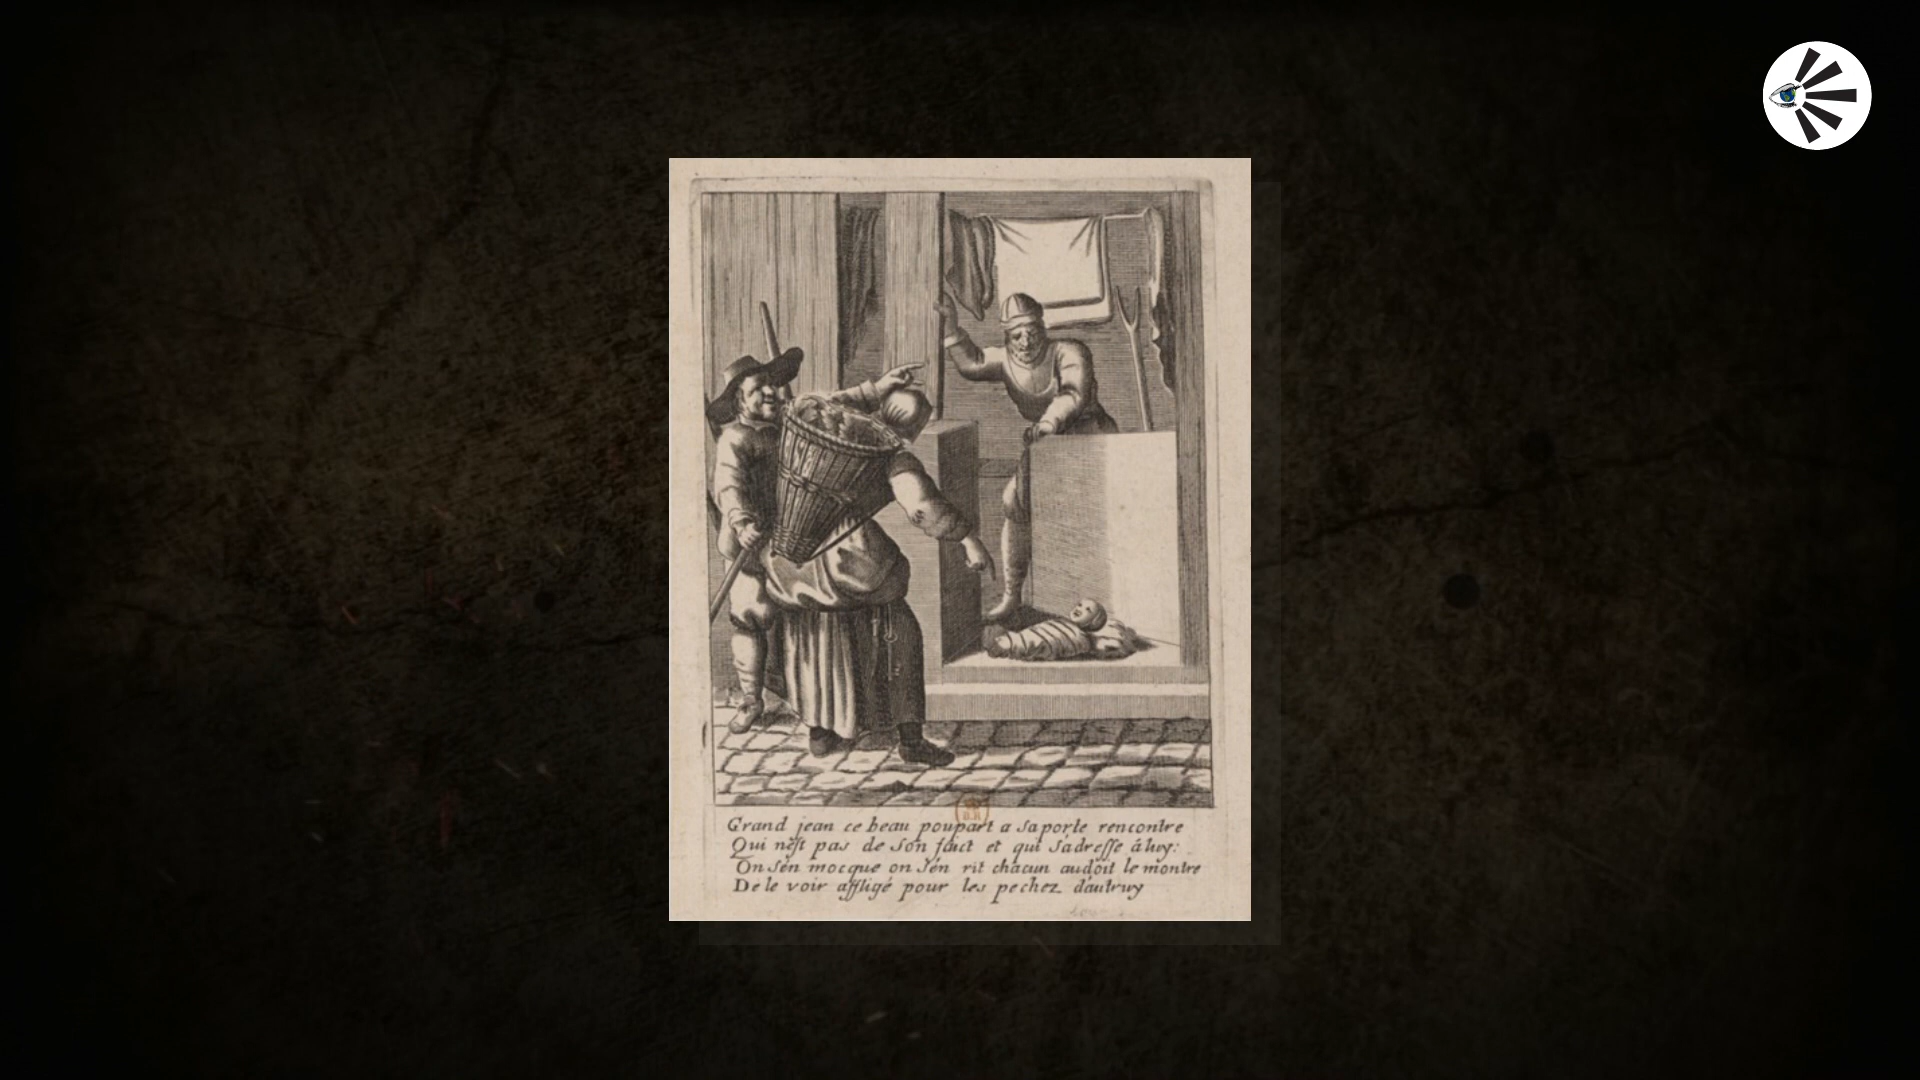 Grand jean ce beau poupart a sa porte rencontre
Qui nêst pas de son faict et qui s'adresse á luy:
On s'en mocque on s'en rit chacun au doit le montre
De le voir affligé pour les pechez d'autruy